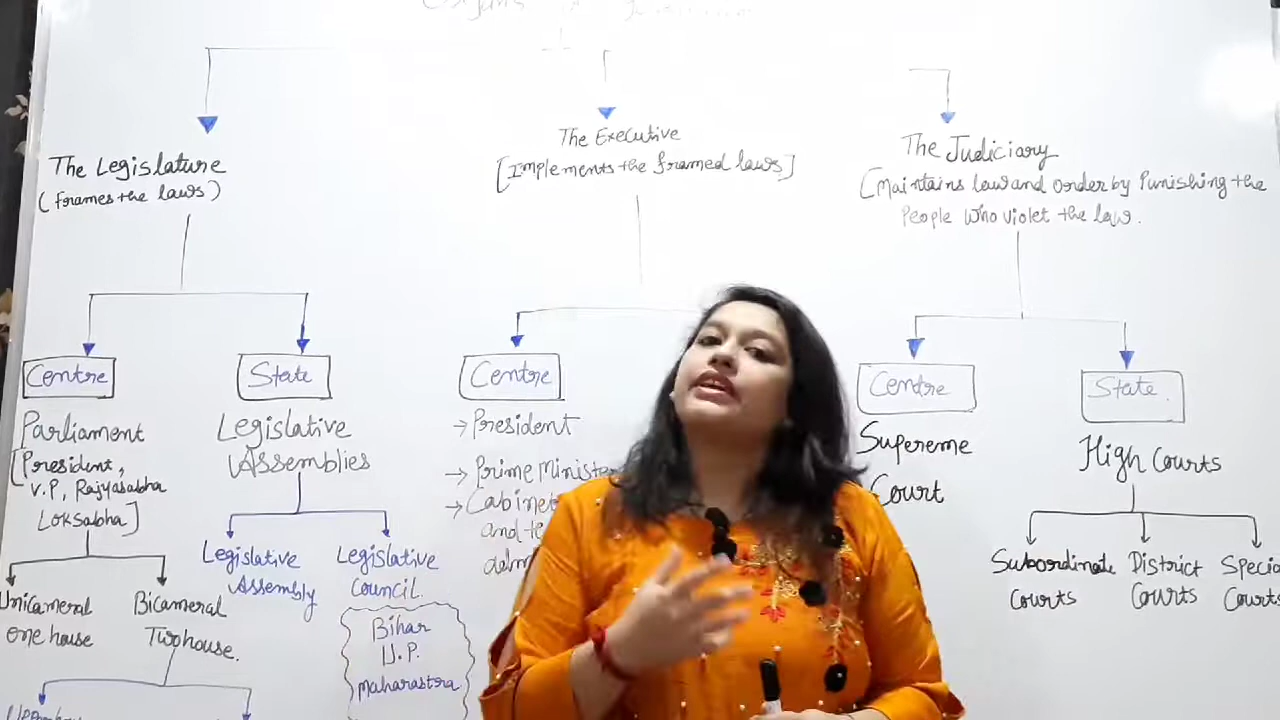 The Legislature
(Frames the laws)
Centre
Parliament
[President,
V.P, Rajyasabha
Loksabha]
Unicameral
One house
Bicameral
Two house.
State
Legislative
Assemblies
Legislative
Assembly
Legislative
Council.
Bihar
U.P.
Maharastra
The Executive
[Implements the framed laws]
Centre
→ President
→ Prime Minister
→ Cabinet
and
The Judiciary
[Maintains law and order by Punishing the
People who violet the law.
Centre
Supereme
Court
State.
High Courts
Subordinate
Courts
District
Courts
Specia
Courts